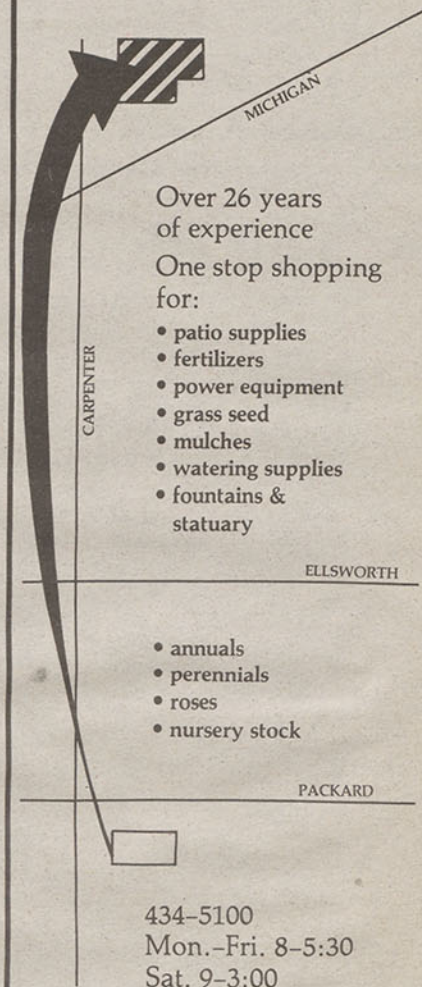 MICHIGAN
Over 26 years
of experience
One stop shopping
for:
• patio supplies
• fertilizers
• power equipment
• grass seed
• mulches
• watering supplies
• fountains &
statuary
CARPENTER
ELLSWORTH
• annuals
• perennials
• roses
• nursery stock
PACKARD
434–5100
Mon.–Fri. 8–5:30
Sat. 9–3:00